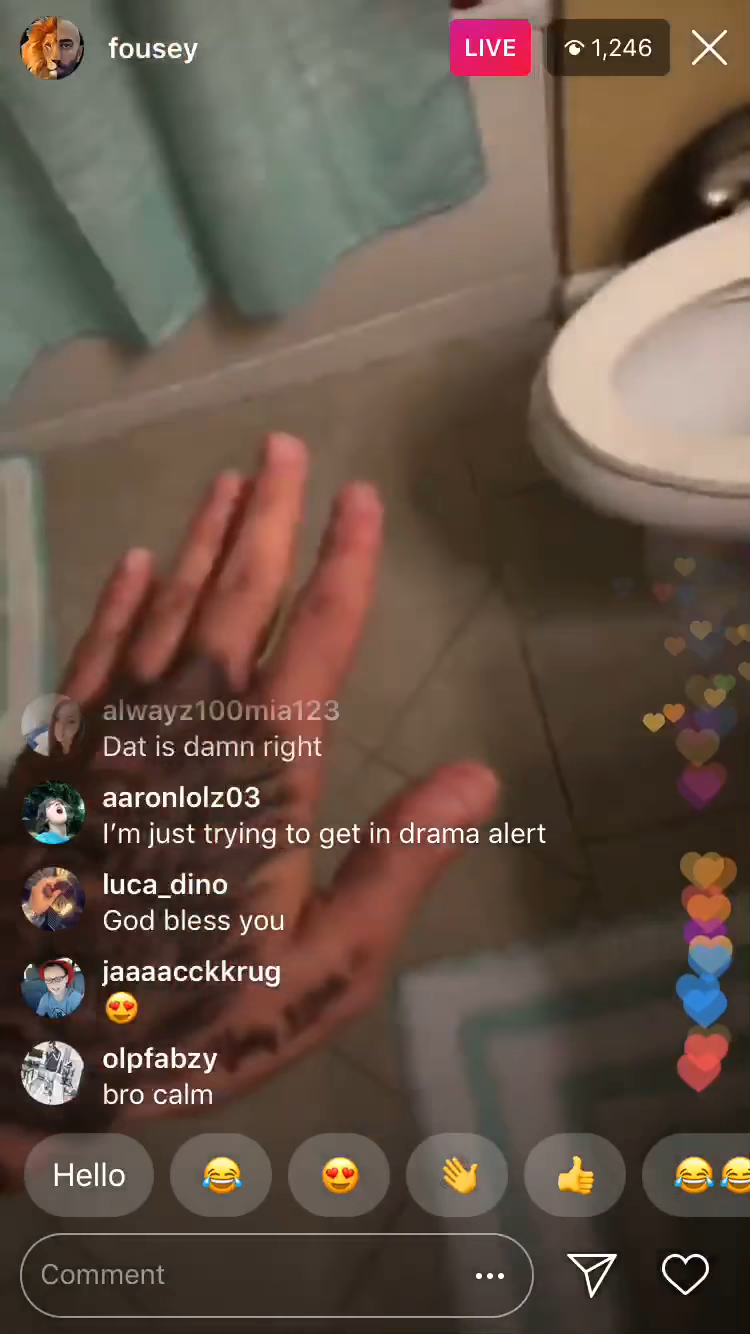 fousey
LIVE
1,246
alwayz100mia123
Dat is damn right
aaronlolz03
I'm just trying to get in drama alert
luca_dino
God bless you
jaaaacckkrug
😍
olpfabzy
bro calm
Hello 😂 😍 👋 👍 😂😂
Comment